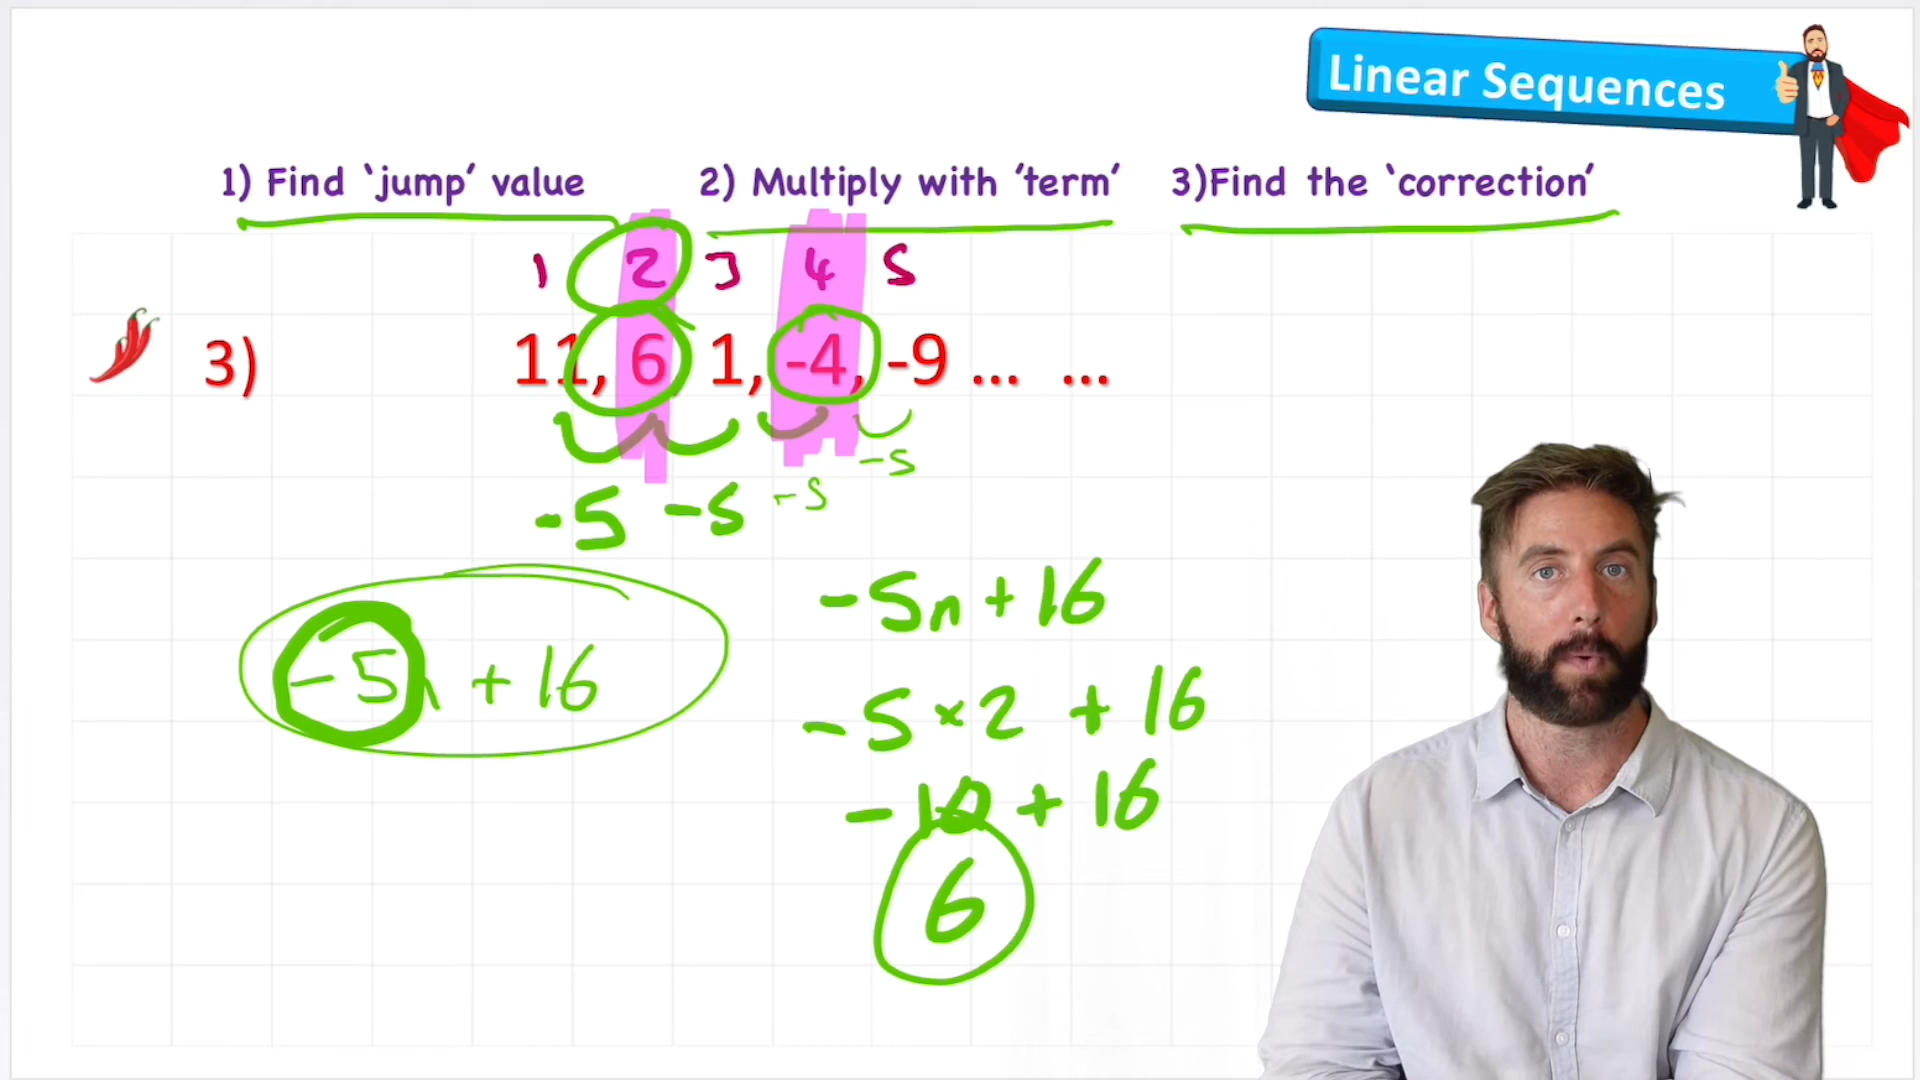 Linear Sequences
1) Find ‘jump’ value 2) Multiply with ‘term’ 3)Find the ‘correction’
1 2 3 4 5
3) 11, 6, 1, -4, -9 ... ...
-5 -5 -5 -5
-5n + 16
-5n + 16
-5 × 2 + 16
-10 + 16
6